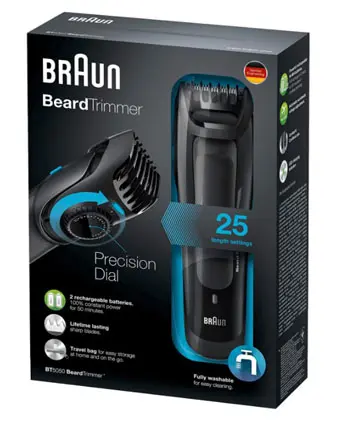 BRAUN
BeardTrimmer
25
length settings
Precision
Dial
2 rechargeable batteries,
100% constant power
for 50 minutes.
Lifetime lasting
sharp blades.
Travel bag for easy storage
at home and on the go.
BT5050 BeardTrimmer
BeardTrimmer
BRAUN
Fully washable
for easy cleaning.